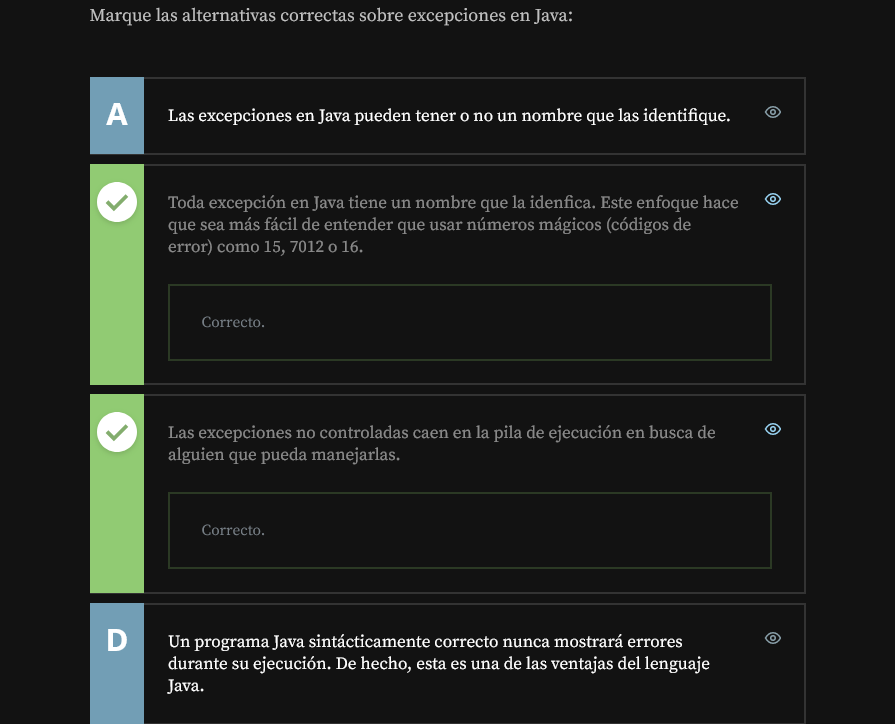 Marque las alternativas correctas sobre excepciones en Java:
A
Las excepciones en Java pueden tener o no un nombre que las identifique.
Toda excepción en Java tiene un nombre que la idenfica. Este enfoque hace
que sea más fácil de entender que usar números mágicos (códigos de
error) como 15, 7012 o 16.
Correcto.
Las excepciones no controladas caen en la pila de ejecución en busca de
alguien que pueda manejarlas.
Correcto.
D
Un programa Java sintácticamente correcto nunca mostrará errores
durante su ejecución. De hecho, esta es una de las ventajas del lenguaje
Java.